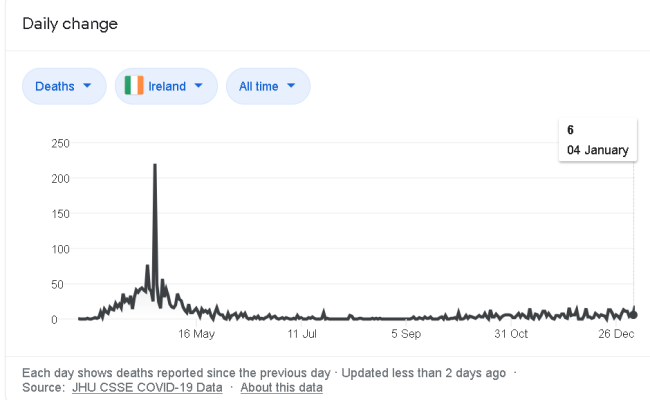 Daily change
Deaths Ireland All time
6
04 January
250
200
150
100
50
0
16 May 11 Jul 5 Sep 31 Oct 26 Dec
Each day shows deaths reported since the previous day · Updated less than 2 days ago ·
Source: JHU CSSE COVID-19 Data · About this data